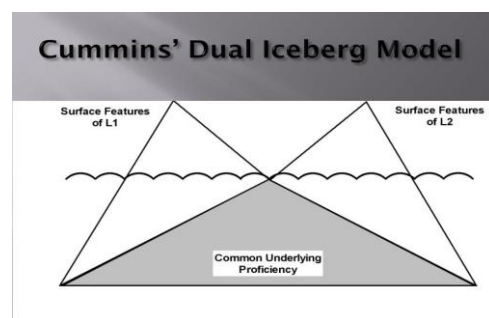 Cummins’ Dual Iceberg Model
Surface Features
of L1
Surface Features
of L2
Common Underlying
Proficiency